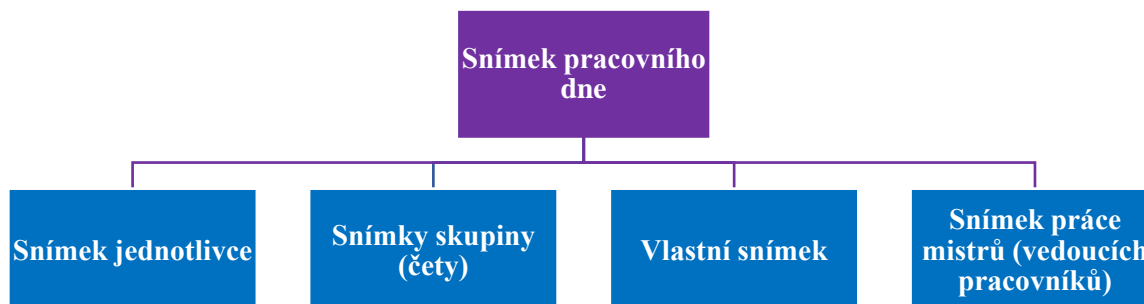 Snímek pracovního
dne
Snímek jednotlivce
Snímky skupiny
(čety)
Vlastní snímek
Snímek práce
mistrů (vedoucích
pracovníků)